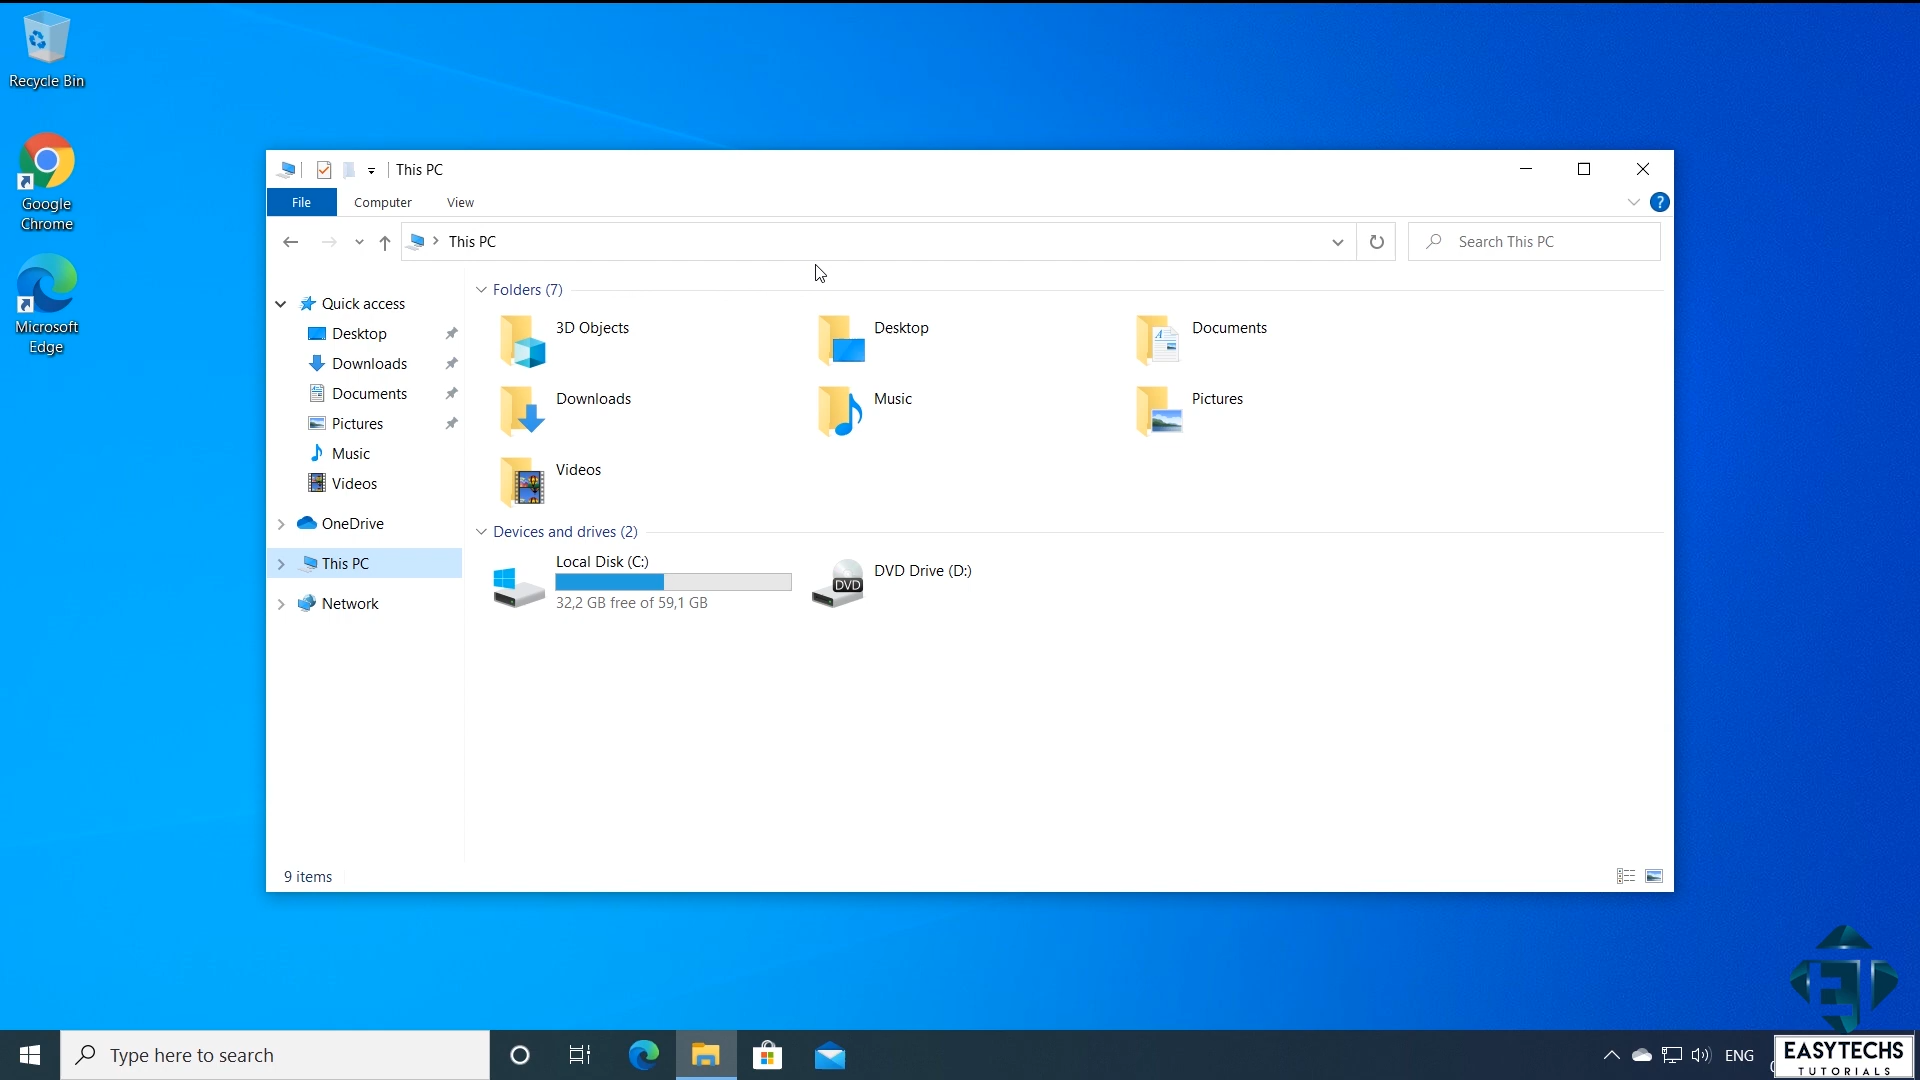 Recycle Bin
Google
Chrome
Microsoft
Edge
This PC
File
Computer
View
?
This PC
Search This PC
Quick access
Desktop
Downloads
Documents
Pictures
Music
Videos
OneDrive
This PC
Network
Folders (7)
3D Objects
Desktop
Documents
Downloads
Music
Pictures
Videos
Devices and drives (2)
Local Disk (C:)
32,2 GB free of 59,1 GB
DVD
DVD Drive (D:)
9 items
Type here to search
ENG
EASYTECHS
TUTORIALS